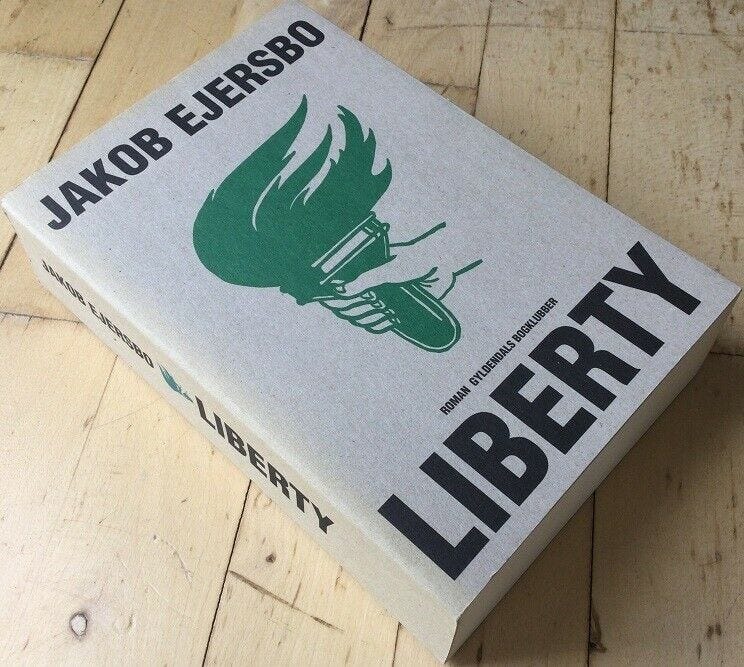 JAKOB EJERSBO
ROMAN GYLDENDALS BOGKLUBBER
LIBERTY
JAKOB EJERSBO LIBERTY